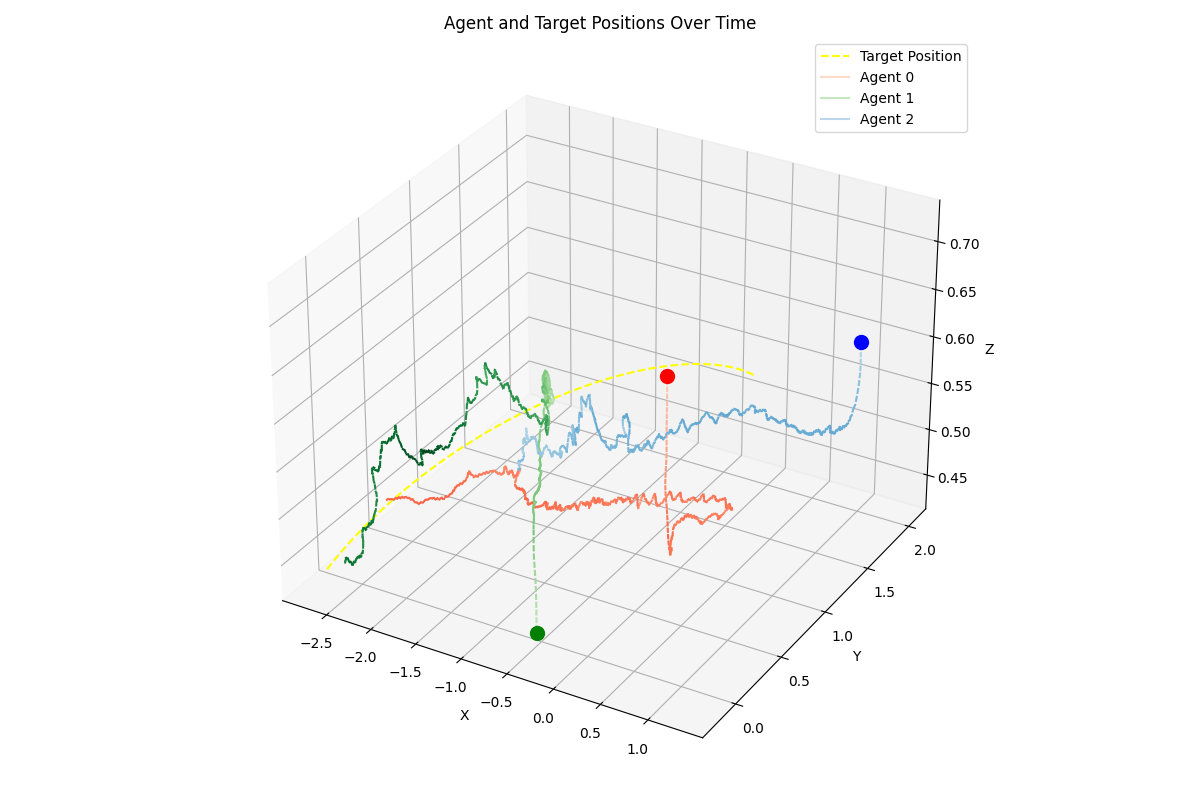 Agent and Target Positions Over Time
Target Position
Agent 0
Agent 1
Agent 2
0.70
0.65
0.60
Z
0.55
0.50
0.45
2.0
1.5
1.0
Y
0.5
0.0
−2.5
−2.0
−1.5
−1.0
−0.5
X
0.0
0.5
1.0